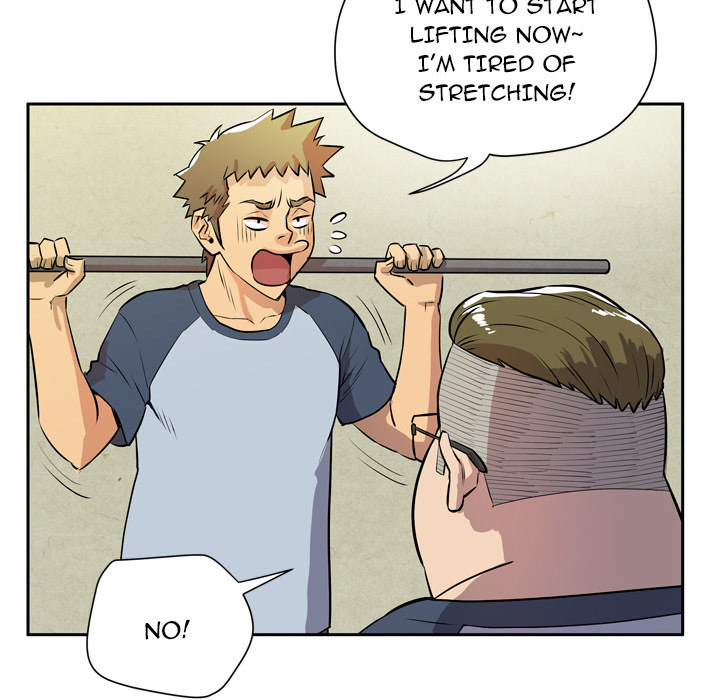 I WANT TO START
LIFTING NOW~
I'M TIRED OF
STRETCHING!
NO!